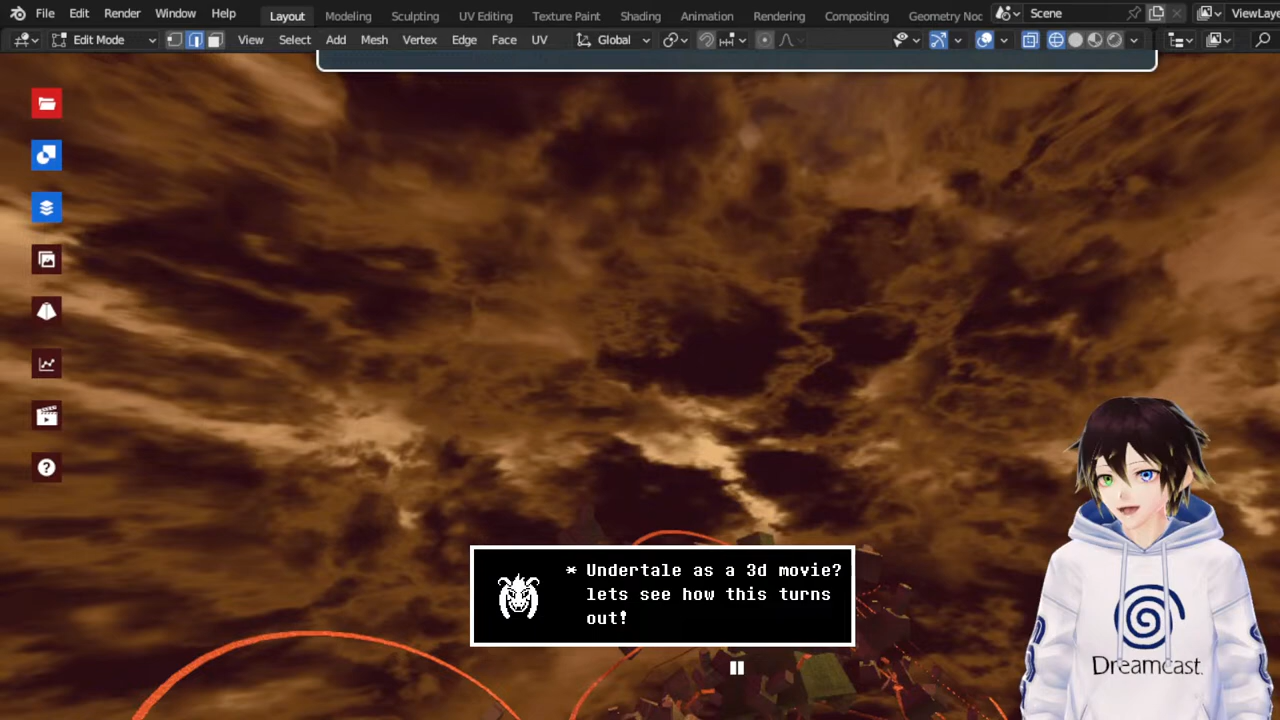 File Edit Render Window Help Layout Modeling Sculpting UV Editing Texture Paint Shading Animation Rendering Compositing Geometry Noc Scene ViewLaye
Edit Mode View Select Add Mesh Vertex Edge Face UV Global
* Undertale as a 3d movie?
lets see how this turns
out!
Dreamcast.